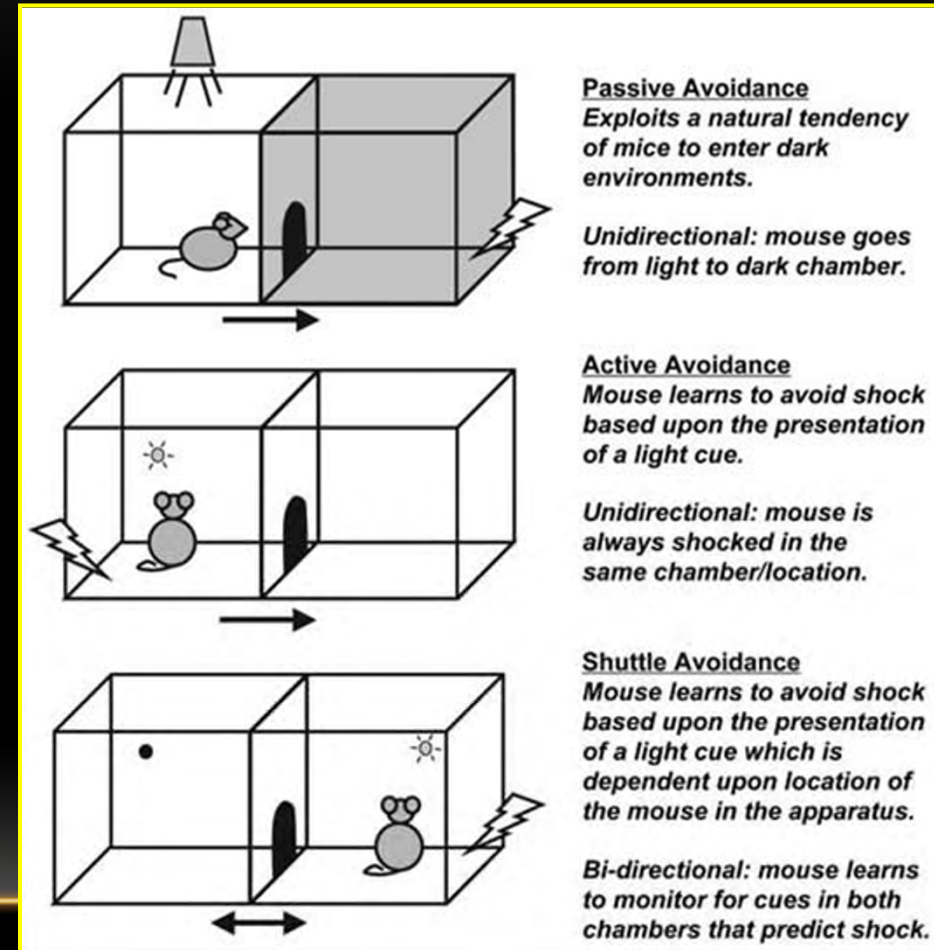 Passive Avoidance
Exploits a natural tendency
of mice to enter dark
environments.
Unidirectional: mouse goes
from light to dark chamber.
Active Avoidance
Mouse learns to avoid shock
based upon the presentation
of a light cue.
Unidirectional: mouse is
always shocked in the
same chamber/location.
Shuttle Avoidance
Mouse learns to avoid shock
based upon the presentation
of a light cue which is
dependent upon location of
the mouse in the apparatus.
Bi-directional: mouse learns
to monitor for cues in both
chambers that predict shock.